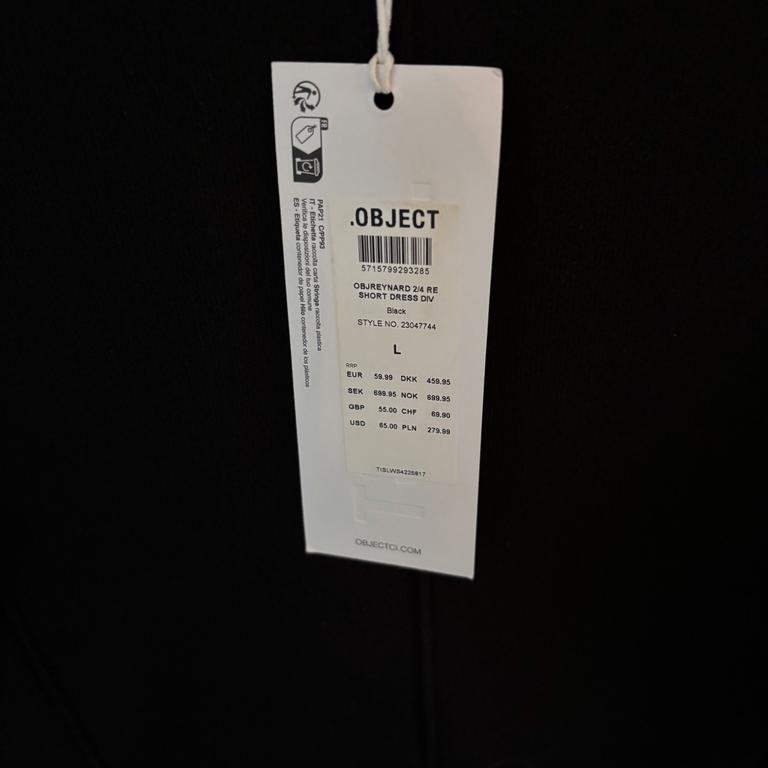 FR
PAP21 C/PP93
IT - Etichetta raccolta carta Stringa raccolta plastica
Verifica le disposizioni del tuo comune
ES - Etiqueta contenedor de papel Hilo contenedor de los plásticos
.OBJECT
5715799293285
OBJREYNARD 2/4 RE
SHORT DRESS DIV
Black
STYLE NO. 23047744
L
RRP
EUR 59.99 DKK 459.95
SEK 699.95 NOK 699.95
GBP 55.00 CHF 69.90
USD 65.00 PLN 279.99
TISLWS4225817
OBJECTCI.COM